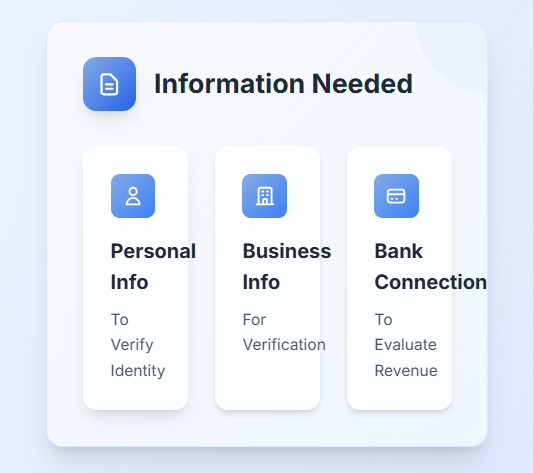 Information Needed
Personal
Info
To
Verify
Identity
Business
Info
For
Verification
Bank
Connection
To
Evaluate
Revenue